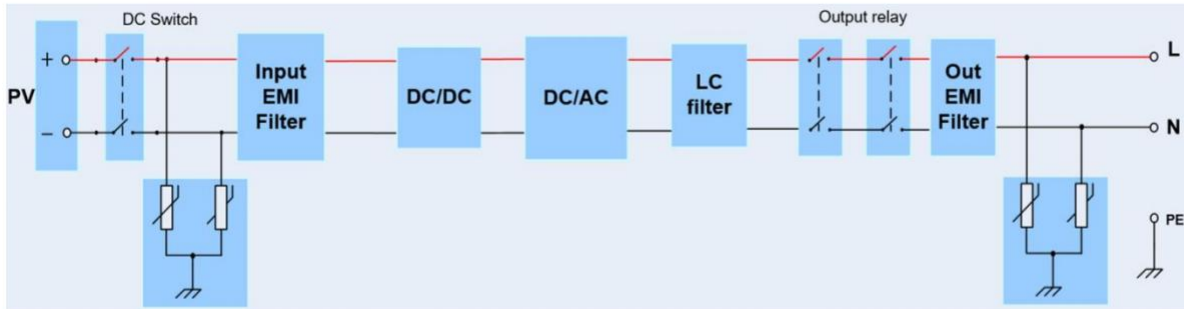 DC Switch
Output relay
PV
+
−
Input
EMI
Filter
DC/DC
DC/AC
LC
filter
Out
EMI
Filter
L
N
PE